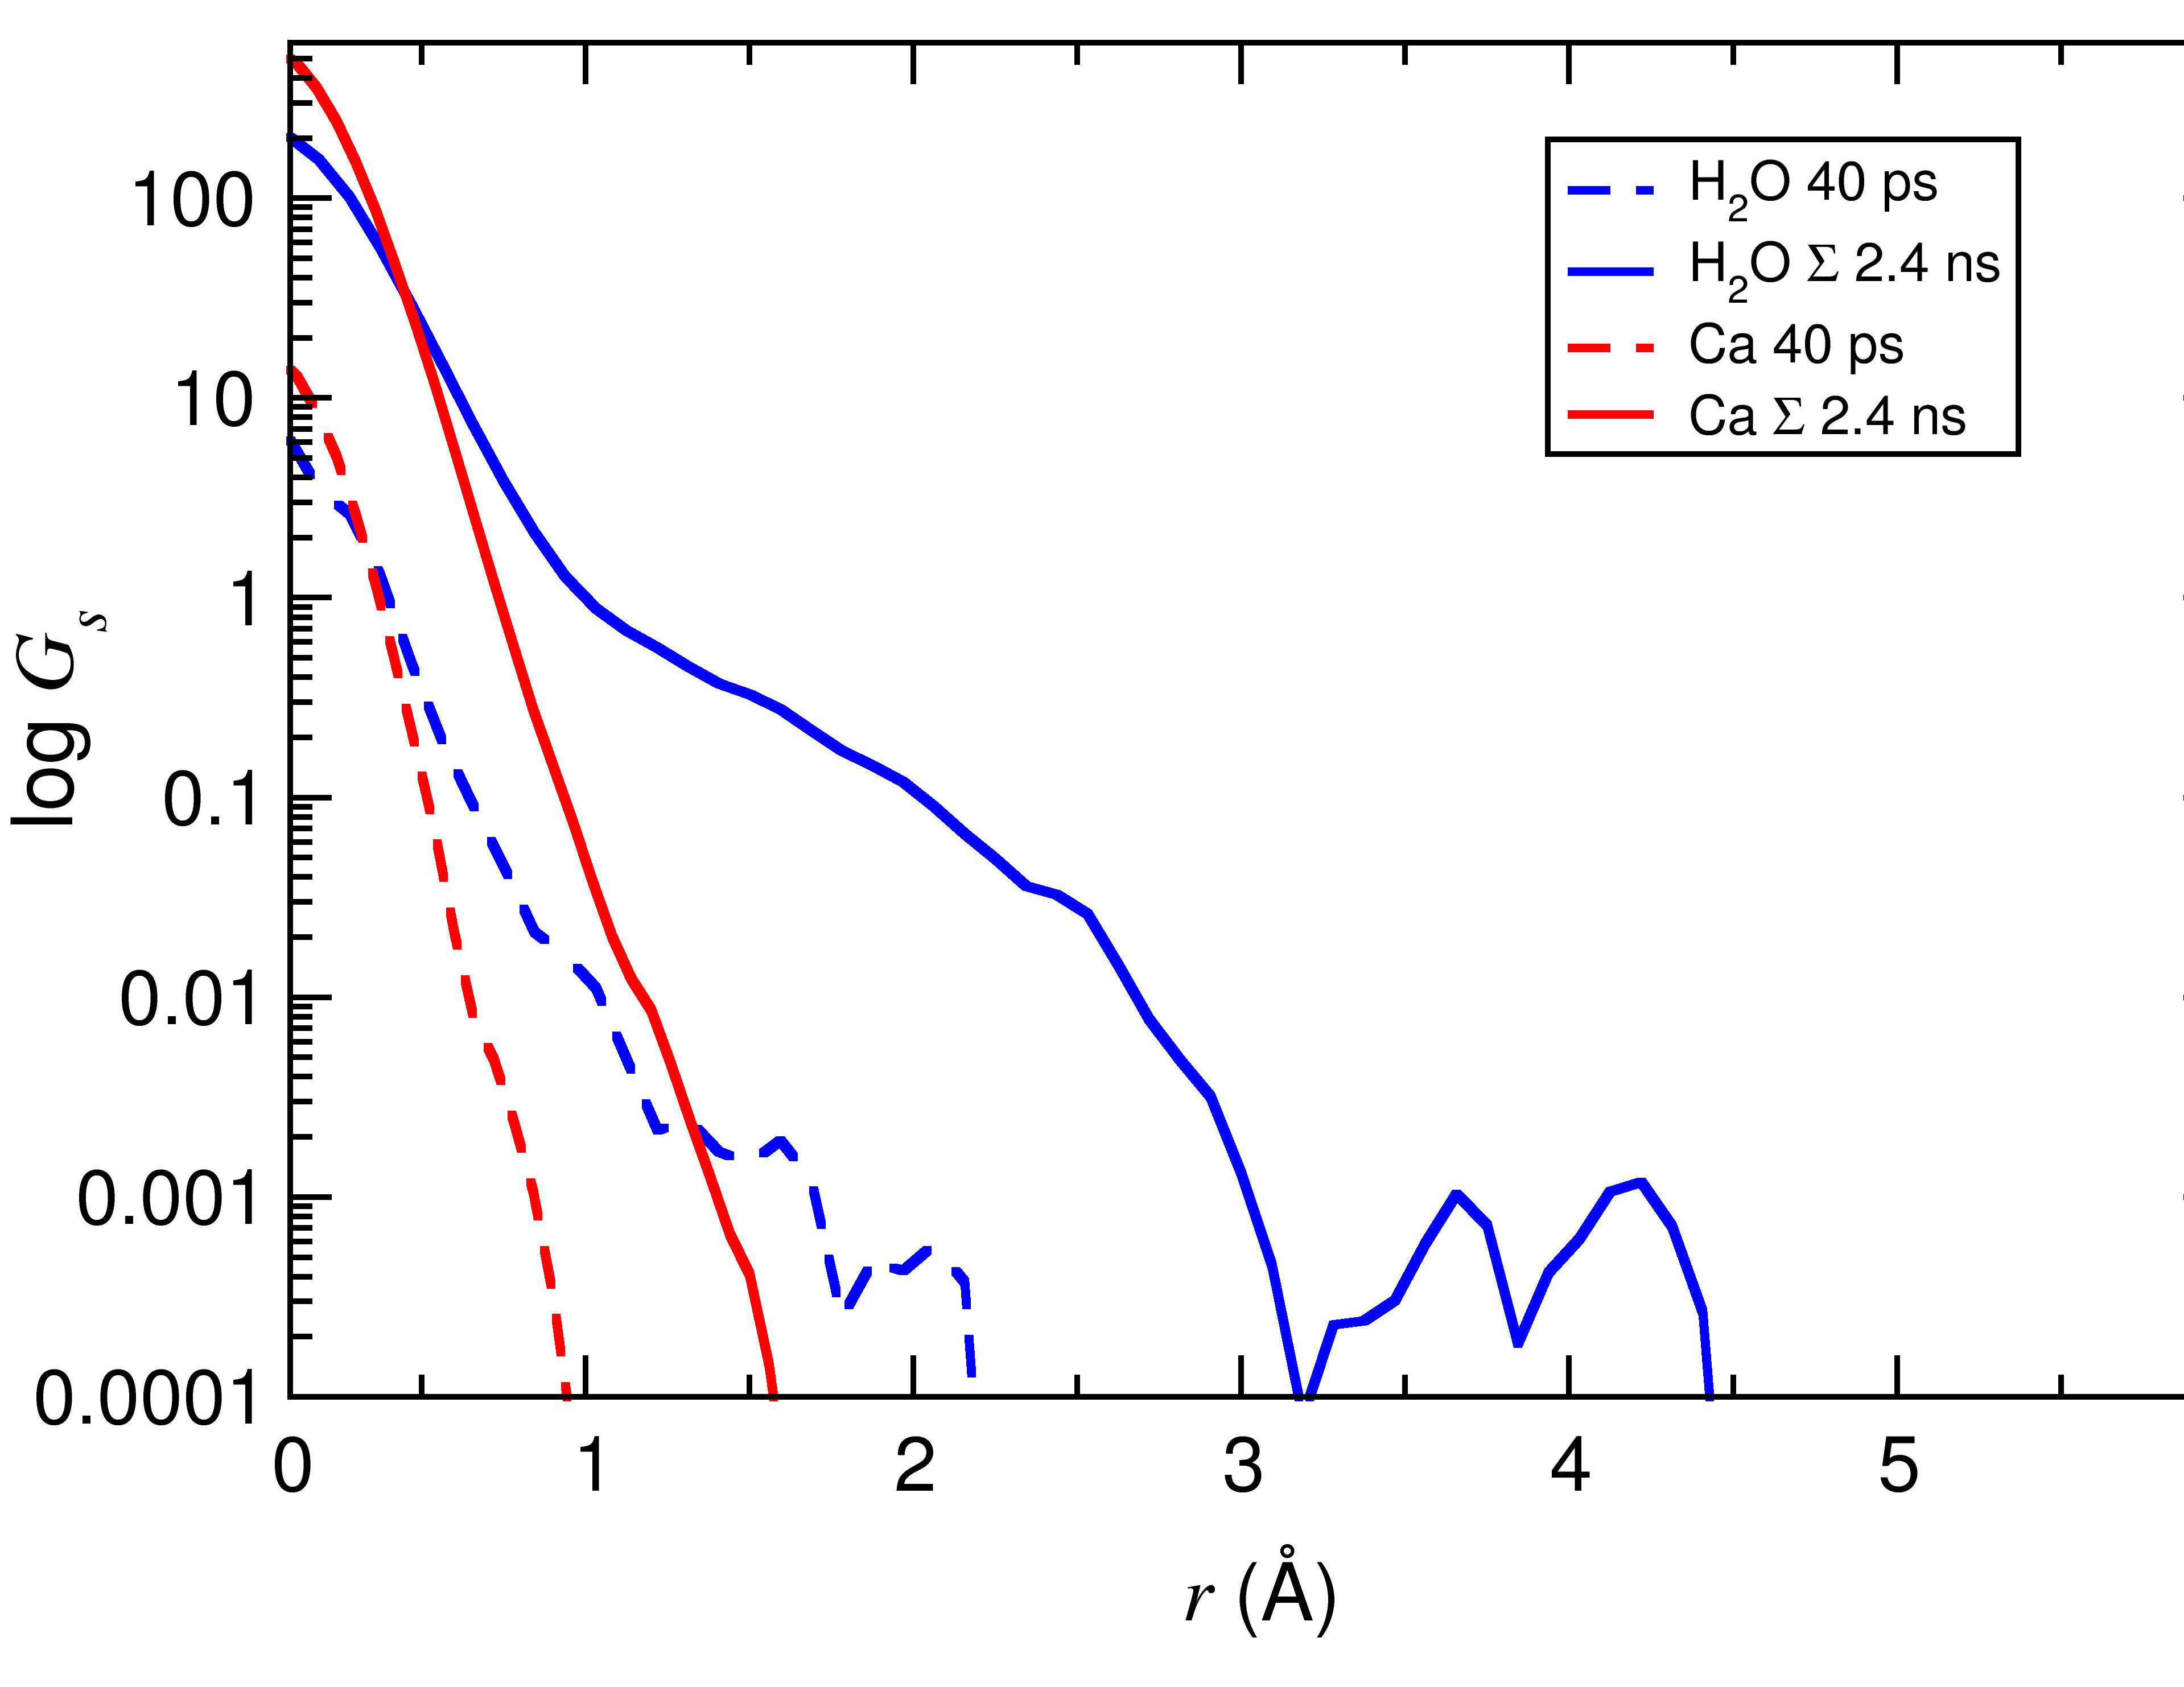 100
10
1
0.1
0.01
0.001
0.0001
log Gs
H2O 40 ps
H2O Σ 2.4 ns
Ca 40 ps
Ca Σ 2.4 ns
0 1 2 3 4 5
r (Å)